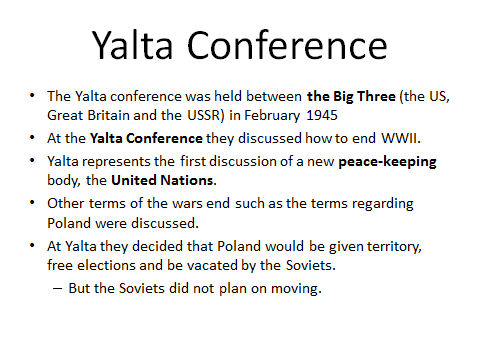 Yalta Conference
• The Yalta conference was held between the Big Three (the US,
Great Britain and the USSR) in February 1945
• At the Yalta Conference they discussed how to end WWII.
• Yalta represents the first discussion of a new peace-keeping
body, the United Nations.
• Other terms of the wars end such as the terms regarding
Poland were discussed.
• At Yalta they decided that Poland would be given territory,
free elections and be vacated by the Soviets.
– But the Soviets did not plan on moving.